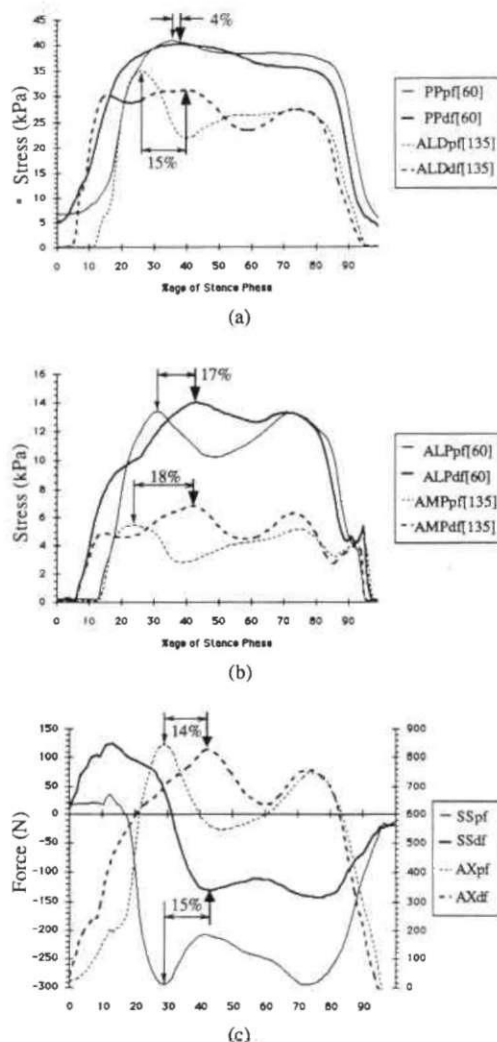 4%
45
40
35
30
25
20
15
10
5
0
Stress (kPa)
15%
0 10 20 30 40 50 60 70 80 90
%age of Stance Phase
PPpf[60]
PPdf[60]
ALDpf[135]
ALDdf[135]
(a)
16
14
12
10
8
6
4
2
0
Stress (kPa)
17%
18%
0 10 20 30 40 50 60 70 80 90
%age of Stance Phase
ALPpf[60]
ALPdf[60]
AMPpf[135]
AMPdf[135]
(b)
150
100
50
0
-50
-100
-150
-200
-250
-300
Force (N)
14%
15%
900
800
700
600
500
400
300
200
100
0
0 10 20 30 40 50 60 70 80 90
SSpf
SSdf
AXpf
AXdf
(c)